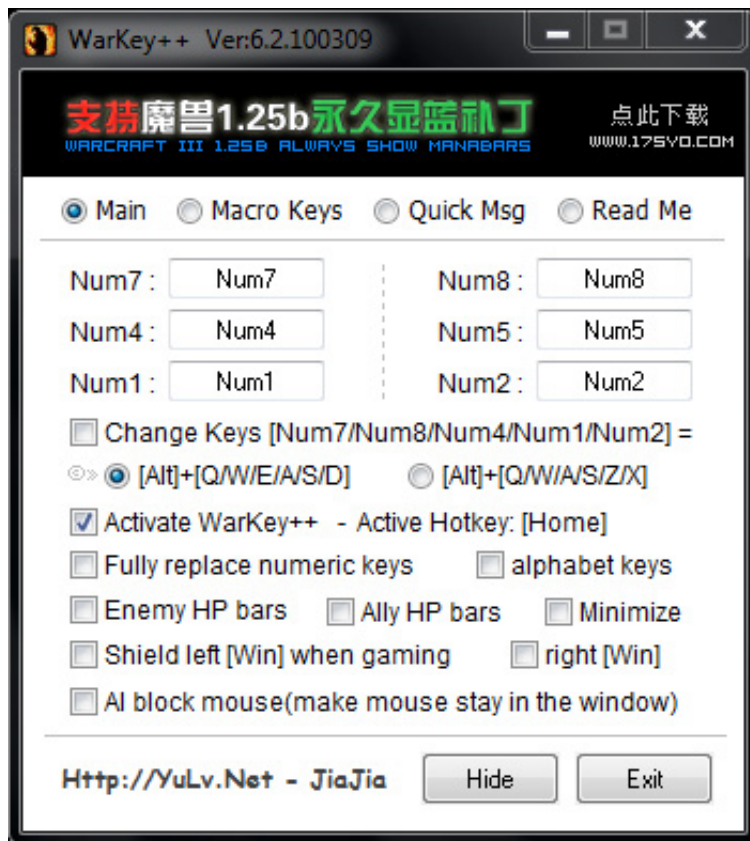 WarKey++ Ver:6.2.100309
支持魔兽1.25b永久显蓝补丁
点此下载
WARCRAFT III 1.25B ALWAYS SHOW MANABARS
WWW.17SYO.COM
Main Macro Keys Quick Msg Read Me
Num7 : Num7 Num8 : Num8
Num4 : Num4 Num5 : Num5
Num1 : Num1 Num2 : Num2
Change Keys [Num7/Num8/Num4/Num1/Num2] =
©» [Alt]+[Q/W/E/A/S/D] [Alt]+[Q/W/A/S/Z/X]
Activate WarKey++ - Active Hotkey: [Home]
Fully replace numeric keys alphabet keys
Enemy HP bars Ally HP bars Minimize
Shield left [Win] when gaming right [Win]
Al block mouse(make mouse stay in the window)
Http://YuLv.Net - JiaJia Hide Exit